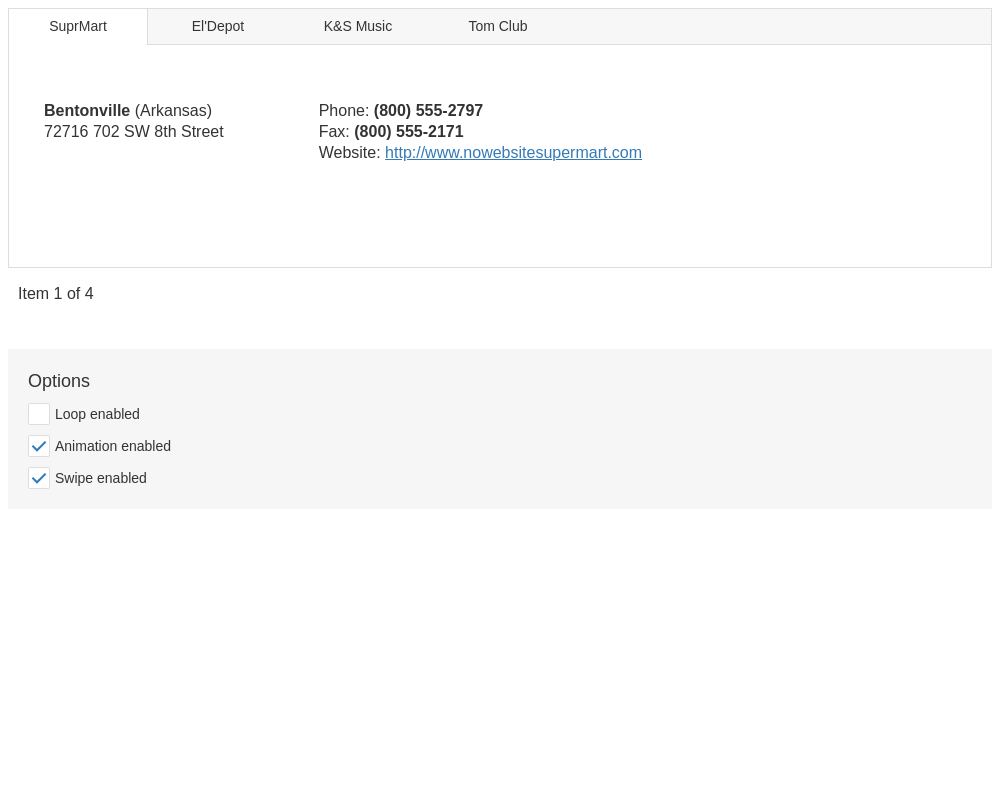 SuprMart El'Depot K&S Music Tom Club
Bentonville (Arkansas)
72716 702 SW 8th Street
Phone: (800) 555-2797
Fax: (800) 555-2171
Website: http://www.nowebsitesupermart.com
Item 1 of 4
Options
Loop enabled
Animation enabled
Swipe enabled